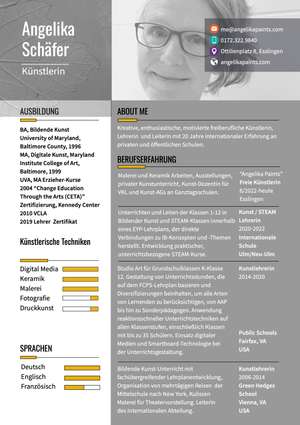 Angelika
Schäfer
Künstlerin
me@angelikapaints.com
0172.322.9840
Ottilienplatz 8, Esslingen
angelikapaints.com
AUSBILDUNG
BA, Bildende Kunst
University of Maryland,
Baltimore County, 1996
MA, Digitale Kunst, Maryland
Institute College of Art,
Baltimore, 1999
UVA, MA Erzieher-Kurse
2004 "Change Education
Through the Arts (CETA)"
Zertifizierung, Kennedy Center
2010 VCLA
2019 Lehrer Zertifikat
Künstlerische Techniken
Digital Media
Keramik
Malerei
Fotografie
Druckkunst
SPRACHEN
Deutsch
Englisch
Französisch
ABOUT ME
Kreative, enthusiastische, motivierte freiberufliche Künstlerin,
Lehrerin und Leiterin mit 20 Jahre internationaler Erfahrung an
privaten und öffentlichen Schulen.
BERUFSERFAHRUNG
Malerei und Keramik Arbeiten, Ausstellungen,
privater Kunstunterricht, Kunst-Dozentin für
VKL und Kunst-AGs an Ganztagsschulen.
"Angelika Paints"
Freie Künstlerin
6/2022-heute
Esslingen
Unterrichten und Leiten der Klassen 1-12 in
Bildender Kunst und STEAM-Klassen innerhalb
eines EYP-Lehrplans, der direkte
Verbindungen zu IB-Konzepten und -Themen
herstellt. Entwicklung praktischer,
unterrichtsbezogene STEAM-Kurse.
Kunst / STEAM
Lehrerin
2020-2022
Internationale
Schule
Ulm/Neu-Ulm
Studio Art für Grundschulklassen K-Klasse
12. Gestaltung von Unterrichtsstunden, die
auf dem FCPS-Lehrplan basieren und
Diversifizierungen beinhalten, um alle Arten
von Lernenden zu berücksichtigen, von AAP
bis hin zu Sonderpädagogen. Anwendung
reaktionsschneller Unterrichtstaktiken auf
allen Klassenstufen, einschließlich Klassen
mit bis zu 35 Schülern. Einsatz digitaler
Medien und Smartboard Technologie bei
der Unterrichtsgestaltung.
Kunstlehrerin
2014-2020
Public Schools
Fairfax, VA
USA
Bildende Kunst Unterricht mit
fachübergreifender Lehrplanentwicklung,
Organisation von mehrtägigen Reisen der
Mittelschule nach New York, Kulissen
Malerei für Theatervorstellung. Leiterin
des Internationalen Abteilung.
Kunstlehrerin
2006-2014
Green Hedges
School
Vienna, VA
USA